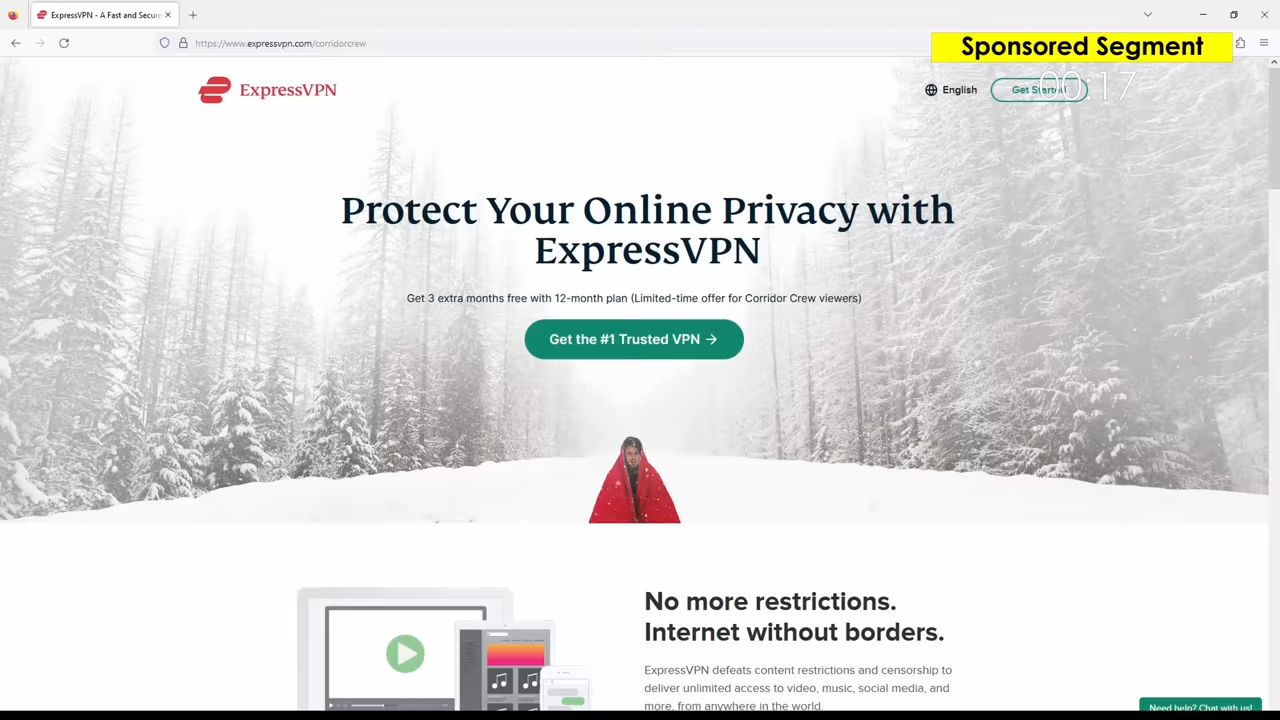 ExpressVPN - A Fast and Secure
https://www.expressvpn.com/corridorcrew
Sponsored Segment
00:17
ExpressVPN
English
Get Started
Protect Your Online Privacy with
ExpressVPN
Get 3 extra months free with 12-month plan (Limited-time offer for Corridor Crew viewers)
Get the #1 Trusted VPN →
No more restrictions.
Internet without borders.
ExpressVPN defeats content restrictions and censorship to
deliver unlimited access to video, music, social media, and
more, from anywhere in the world.
Need help? Chat with us!